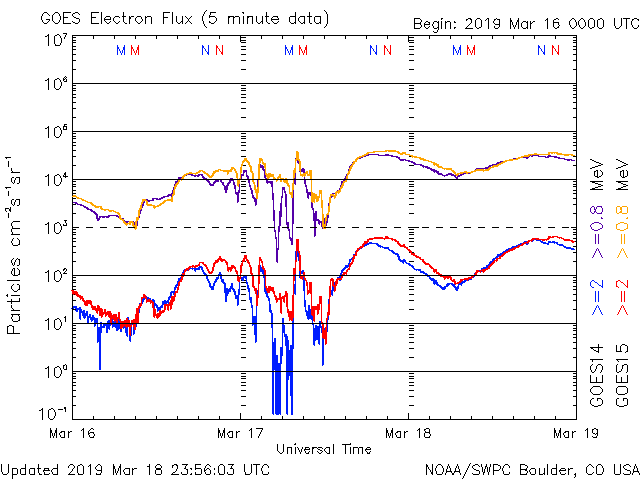 GOES Electron Flux (5 minute data)
Begin: 2019 Mar 16 0000 UTC
10⁷
M M N N M M N N M M N N
10⁶
10⁵
10⁴
10³
10²
10¹
10⁰
10⁻¹
Particles cm⁻²s⁻¹sr⁻¹
Mar 16 Mar 17 Mar 18 Mar 19
Universal Time
GOES14 >=2 >=0.8 MeV
GOES15 >=2 >=0.8 MeV
Updated 2019 Mar 18 23:56:03 UTC
NOAA/SWPC Boulder, CO USA